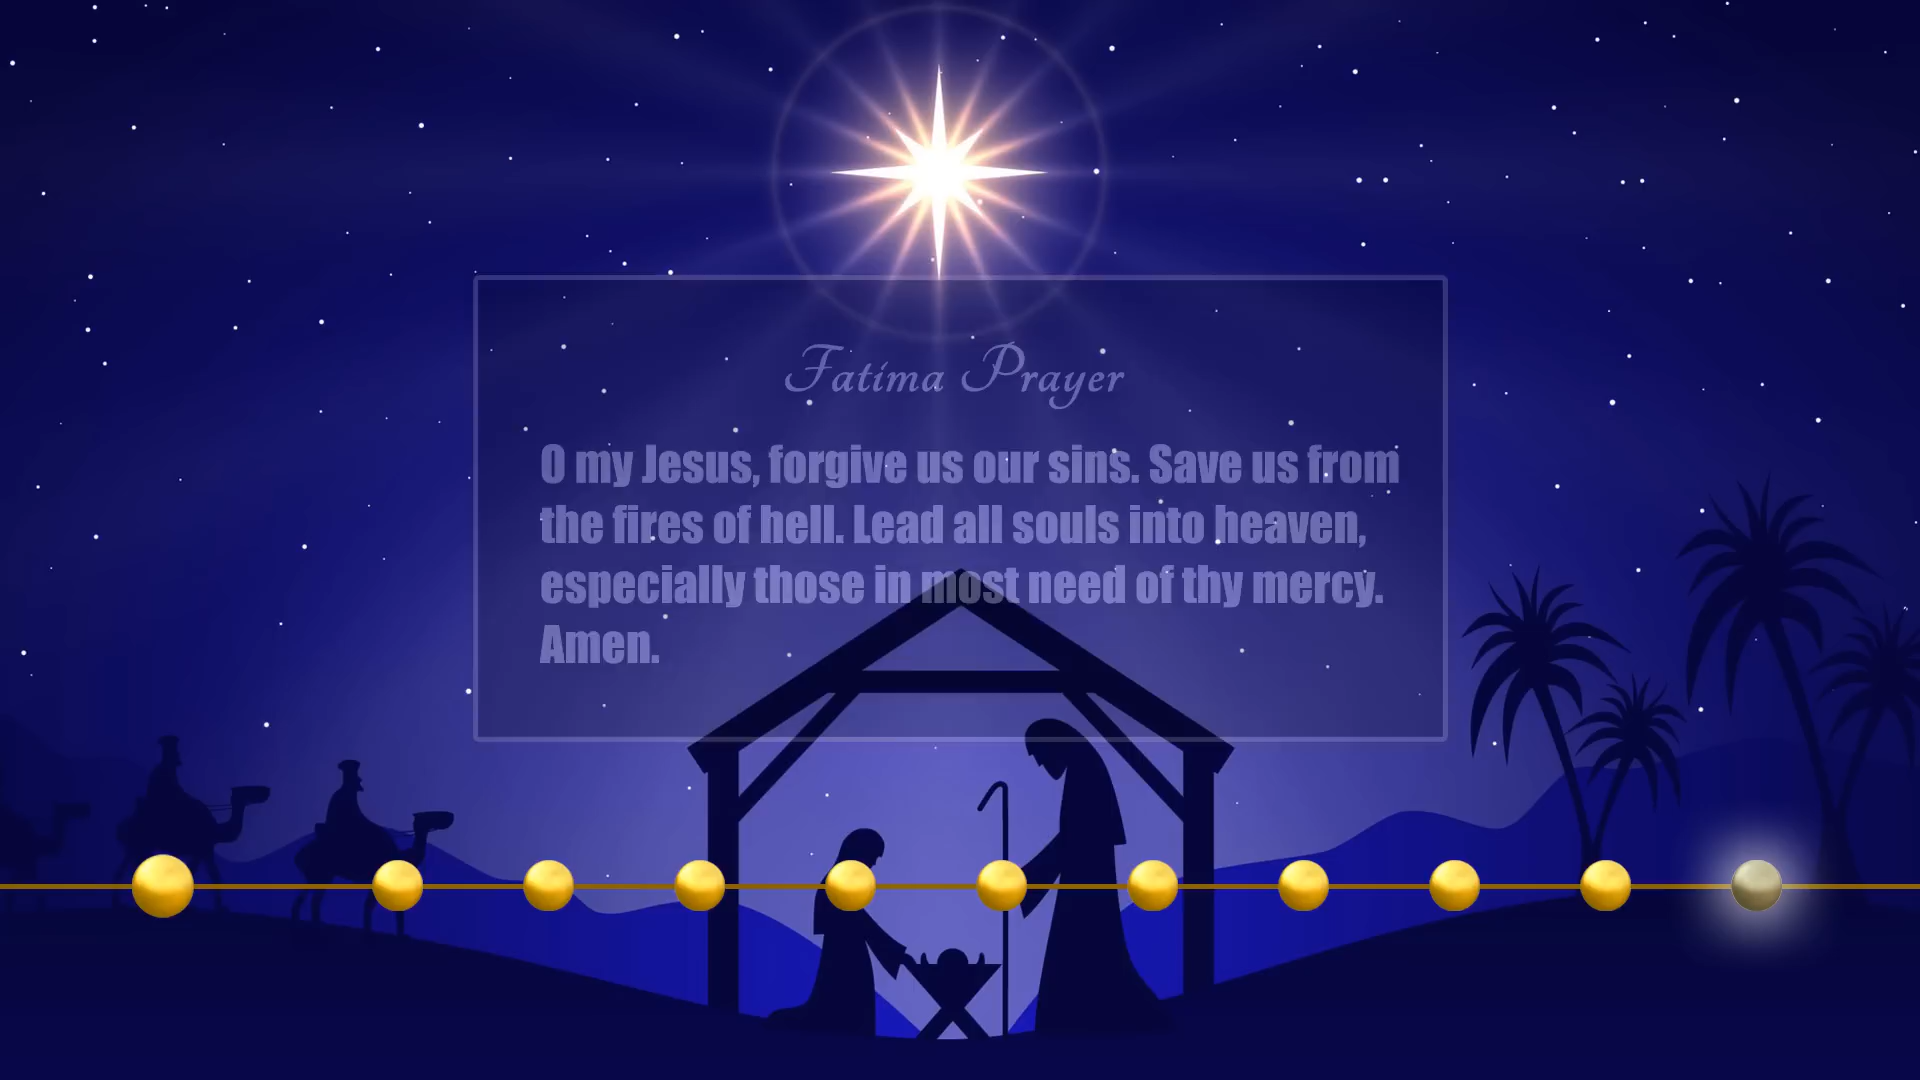 Fatima Prayer
O my Jesus, forgive us our sins. Save us from
the fires of hell. Lead all souls into heaven,
especially those in most need of thy mercy.
Amen.